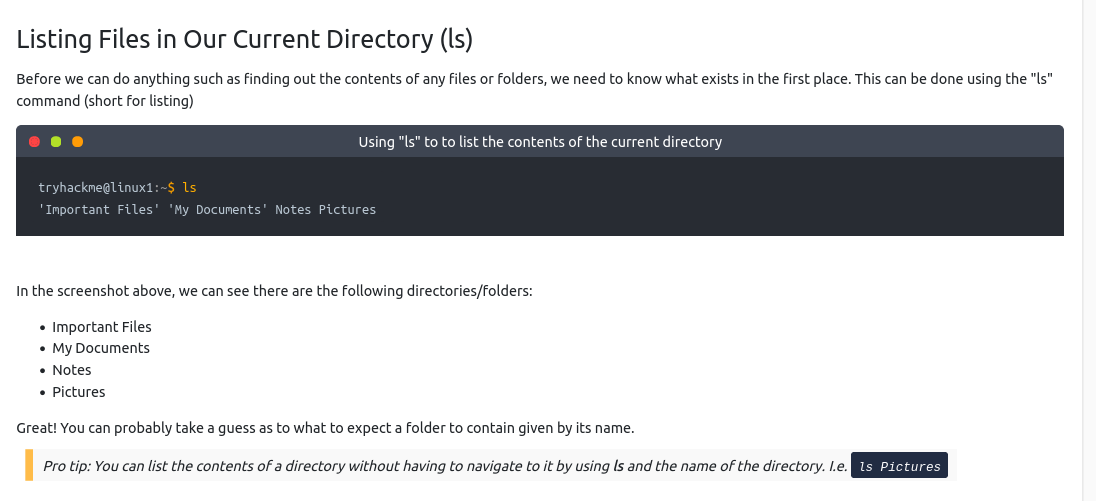 Listing Files in Our Current Directory (ls)
Before we can do anything such as finding out the contents of any files or folders, we need to know what exists in the first place. This can be done using the "ls"
command (short for listing)
Using "ls" to to list the contents of the current directory
tryhackme@linux1:~$ ls
'Important Files' 'My Documents' Notes Pictures
In the screenshot above, we can see there are the following directories/folders:
• Important Files
• My Documents
• Notes
• Pictures
Great! You can probably take a guess as to what to expect a folder to contain given by its name.
Pro tip: You can list the contents of a directory without having to navigate to it by using ls and the name of the directory. I.e. ls Pictures